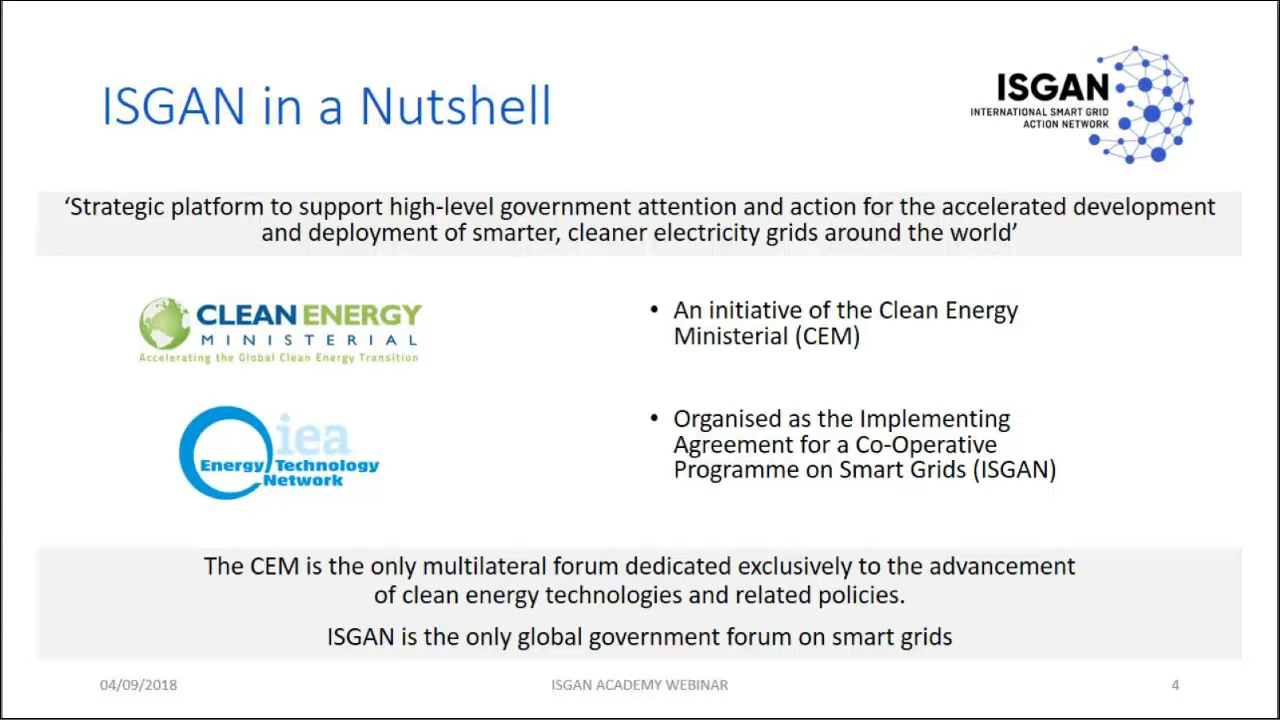 ISGAN in a Nutshell
ISGAN
INTERNATIONAL SMART GRID
ACTION NETWORK
‘Strategic platform to support high-level government attention and action for the accelerated development
and deployment of smarter, cleaner electricity grids around the world’
CLEAN ENERGY
MINISTERIAL
Accelerating the Global Clean Energy Transition
• An initiative of the Clean Energy
Ministerial (CEM)
iea
Energy Technology
Network
• Organised as the Implementing
Agreement for a Co-Operative
Programme on Smart Grids (ISGAN)
The CEM is the only multilateral forum dedicated exclusively to the advancement
of clean energy technologies and related policies.
ISGAN is the only global government forum on smart grids
04/09/2018
ISGAN ACADEMY WEBINAR
4